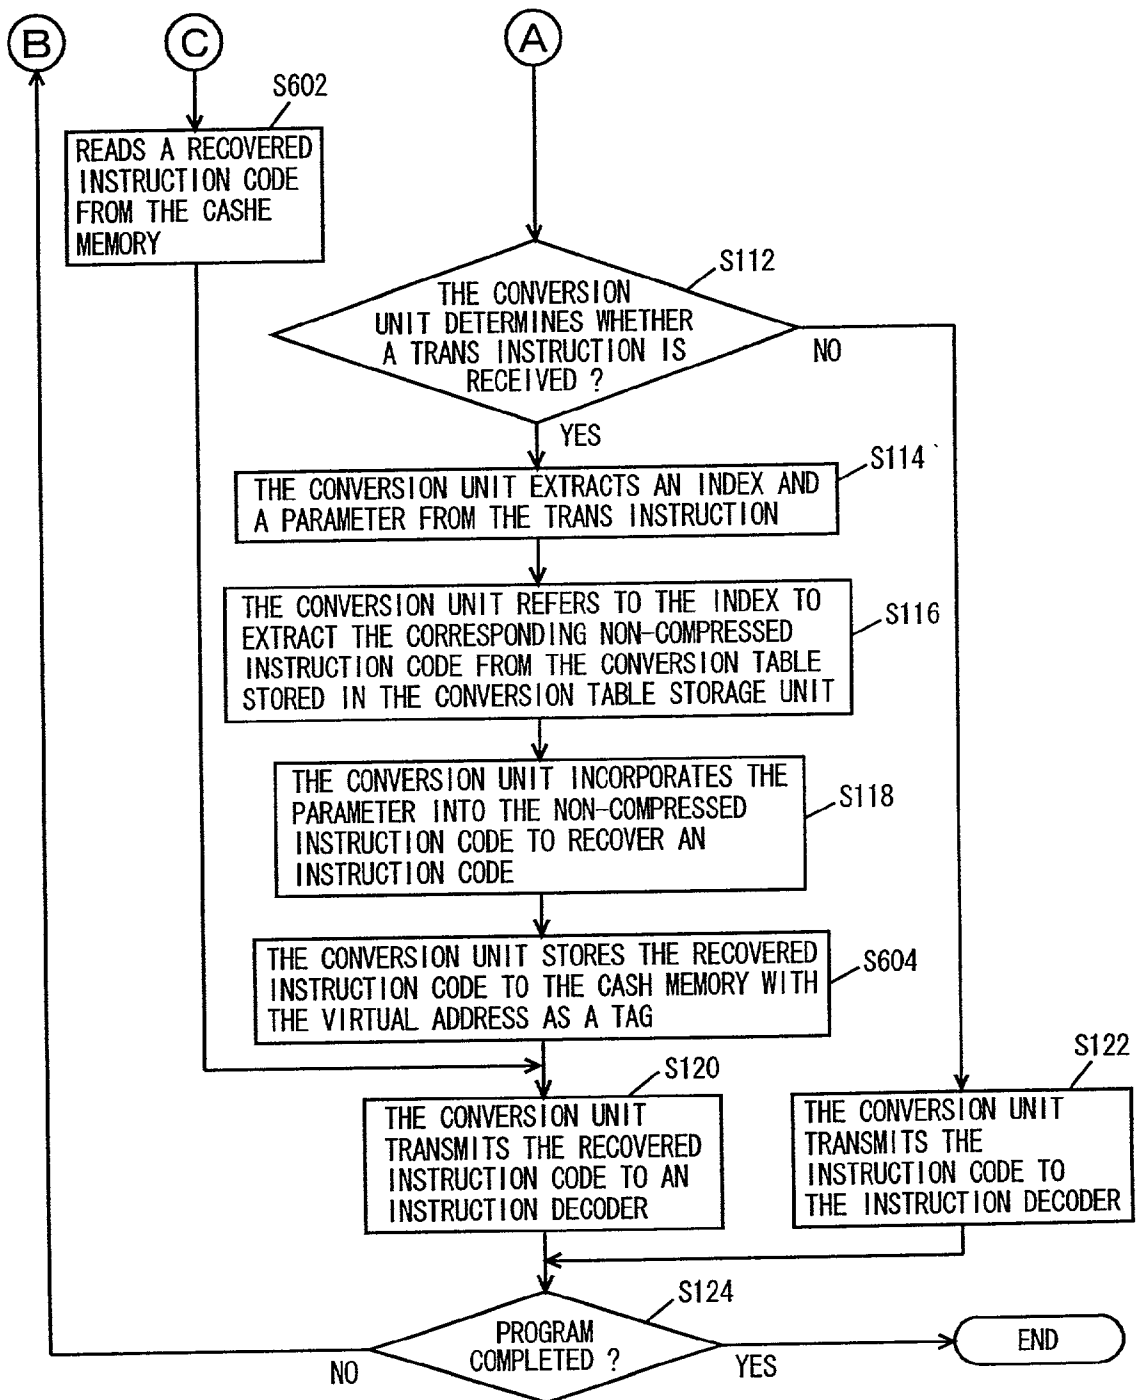 B
C
A
S602
READS A RECOVERED
INSTRUCTION CODE
FROM THE CASHE
MEMORY
S112
THE CONVERSION
UNIT DETERMINES WHETHER
A TRANS INSTRUCTION IS
RECEIVED ?
NO
YES
S114
THE CONVERSION UNIT EXTRACTS AN INDEX AND
A PARAMETER FROM THE TRANS INSTRUCTION
S116
THE CONVERSION UNIT REFERS TO THE INDEX TO
EXTRACT THE CORRESPONDING NON-COMPRESSED
INSTRUCTION CODE FROM THE CONVERSION TABLE
STORED IN THE CONVERSION TABLE STORAGE UNIT
S118
THE CONVERSION UNIT INCORPORATES THE
PARAMETER INTO THE NON-COMPRESSED
INSTRUCTION CODE TO RECOVER AN
INSTRUCTION CODE
S604
THE CONVERSION UNIT STORES THE RECOVERED
INSTRUCTION CODE TO THE CASH MEMORY WITH
THE VIRTUAL ADDRESS AS A TAG
S120
THE CONVERSION UNIT
TRANSMITS THE RECOVERED
INSTRUCTION CODE TO AN
INSTRUCTION DECODER
S122
THE CONVERSION UNIT
TRANSMITS THE
INSTRUCTION CODE TO
THE INSTRUCTION DECODER
S124
PROGRAM
COMPLETED ?
NO
YES
END